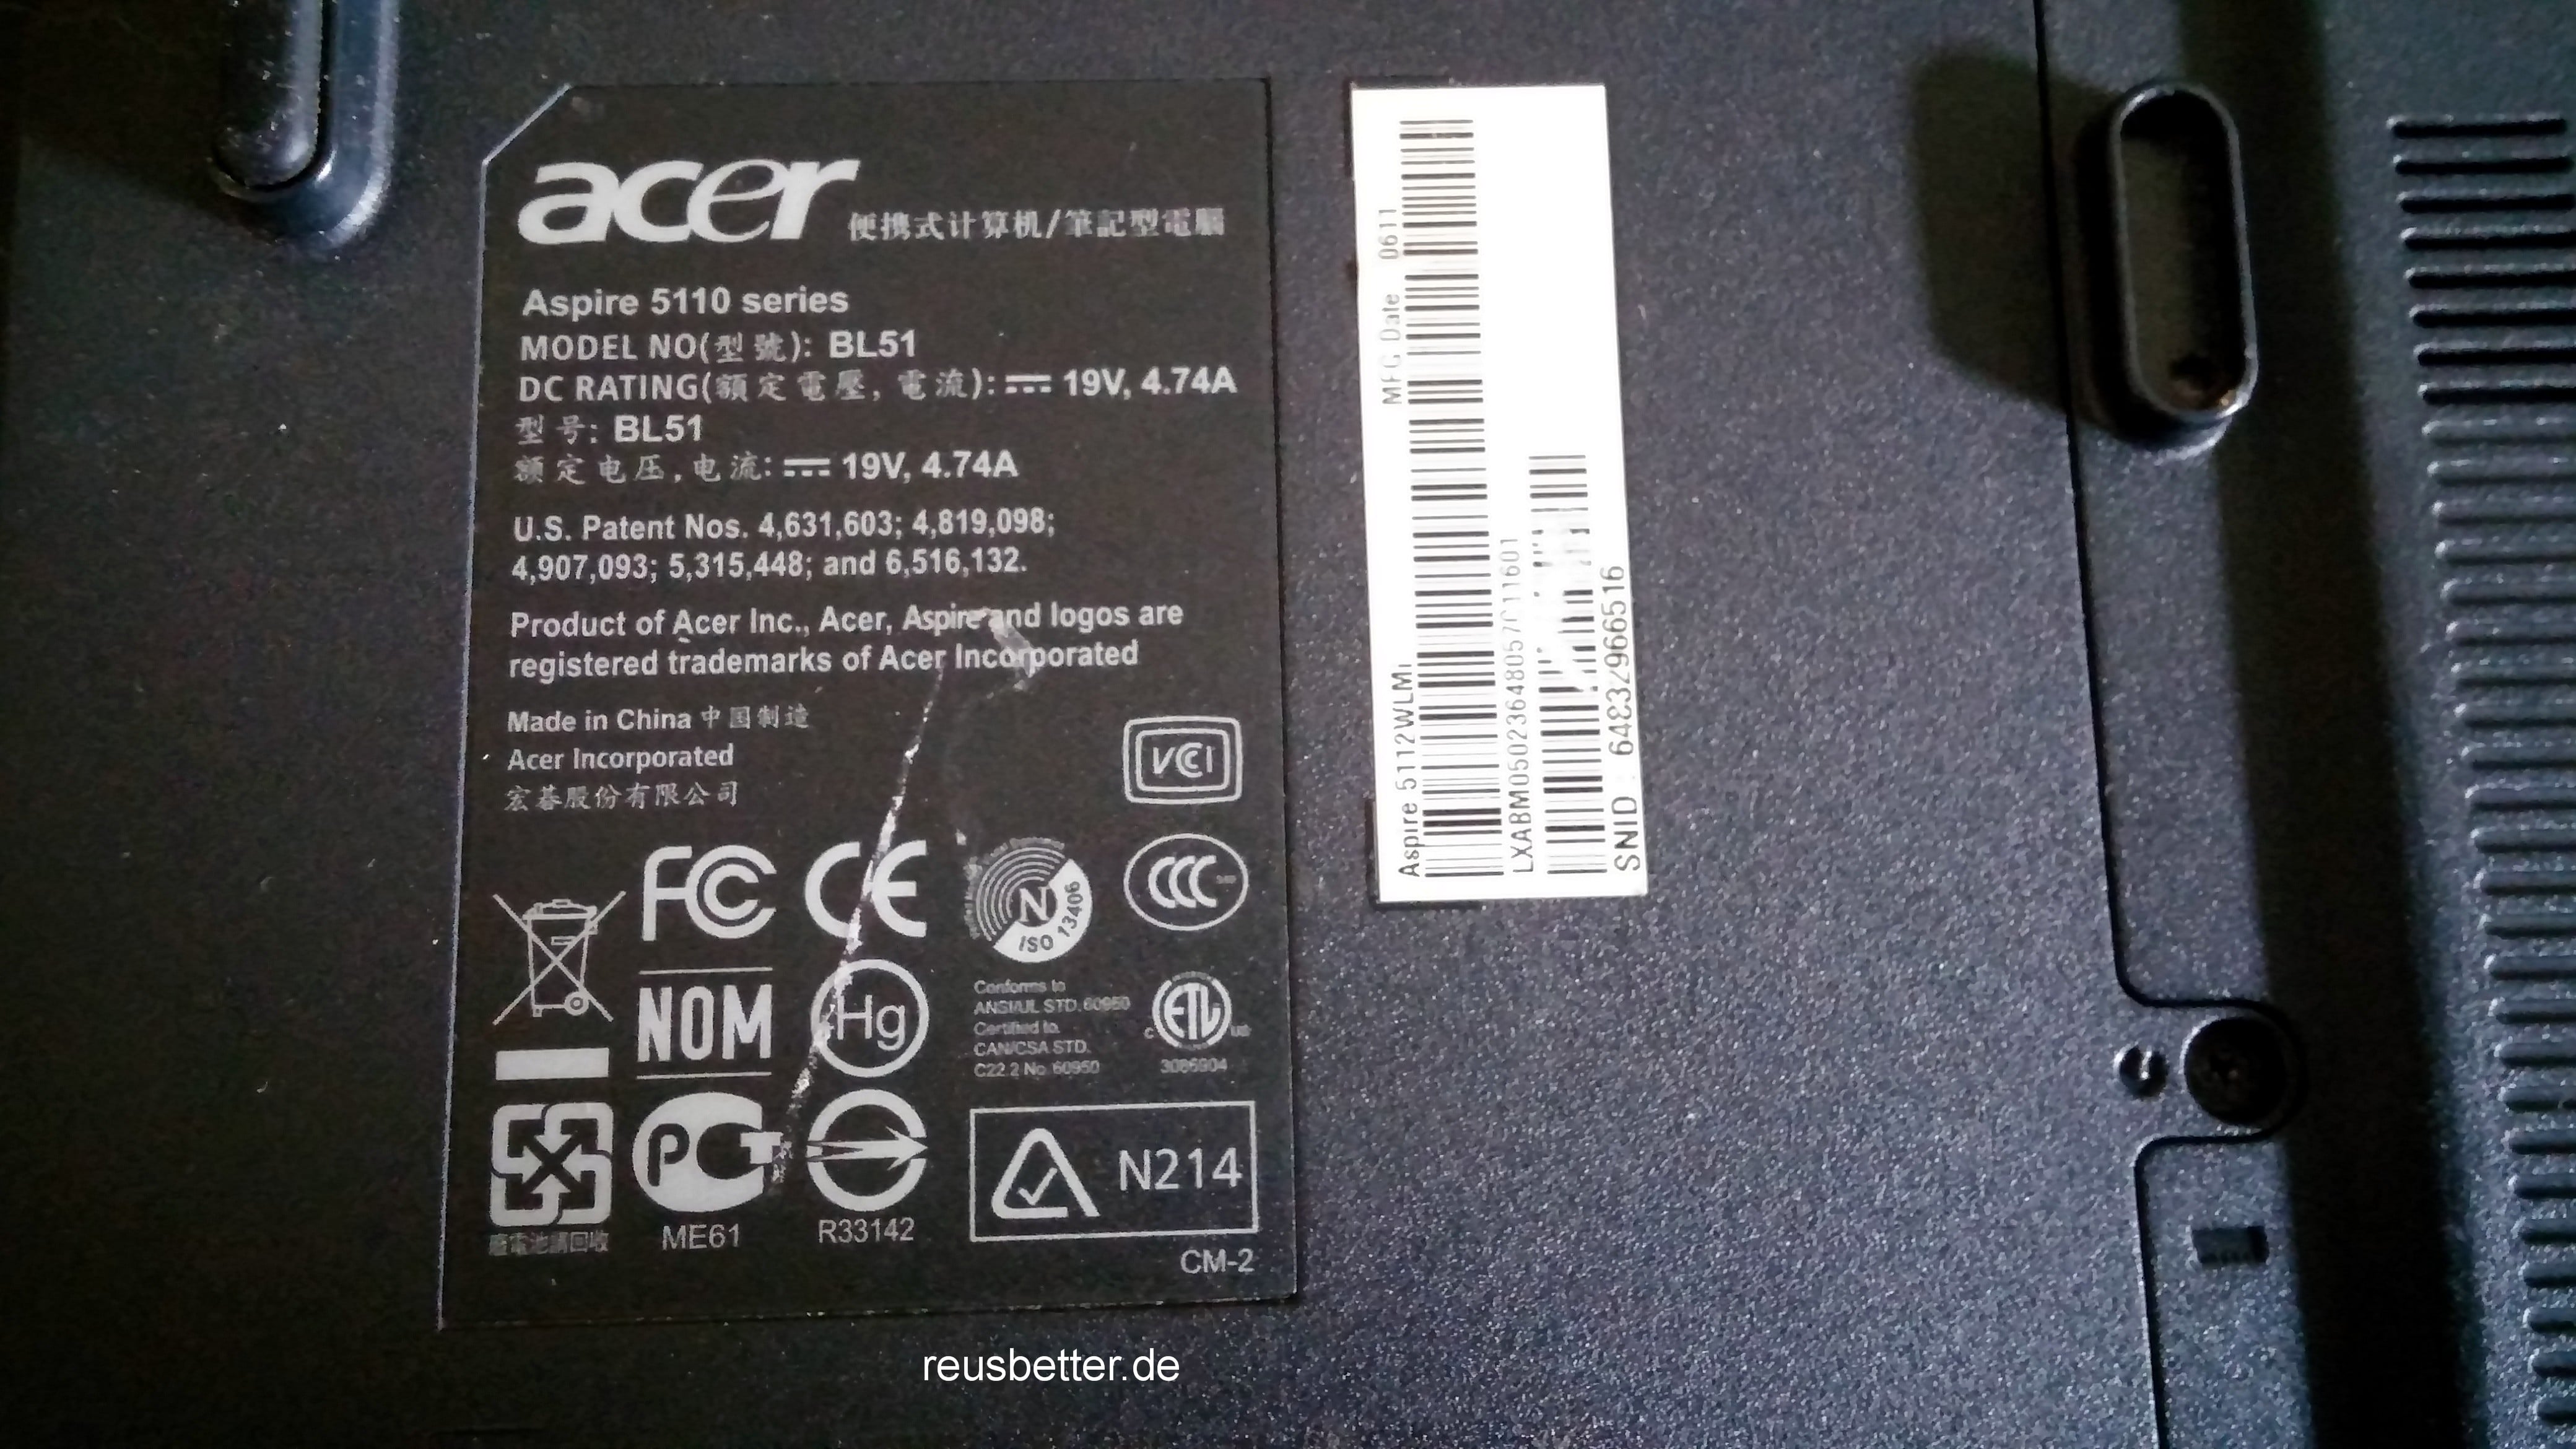 acer 便携式计算机/筆記型電腦
Aspire 5110 series
MODEL NO(型號): BL51
DC RATING(額定電壓, 電流): 19V, 4.74A
型号: BL51
额定电压,电流: 19V, 4.74A
U.S. Patent Nos. 4,631,603; 4,819,098;
4,907,093; 5,315,448; and 6,516,132.
Product of Acer Inc., Acer, Aspire and logos are
registered trademarks of Acer Incorporated
Made in China 中国制造
Acer Incorporated
宏碁股份有限公司
VCCI
FC CE
N
ISO 13406
CCC
NOM
Hg
Conforms to
ANSI/UL STD.60950
Certified to
CAN/CSA STD.
C22.2 No. 60950
c ETL us
3086904
廢電池請回收
PCT
ME61
R33142
N214
CM-2
Aspire 5112WLMi
MFG Date 0611
SNID : 64832966516
reusbetter.de